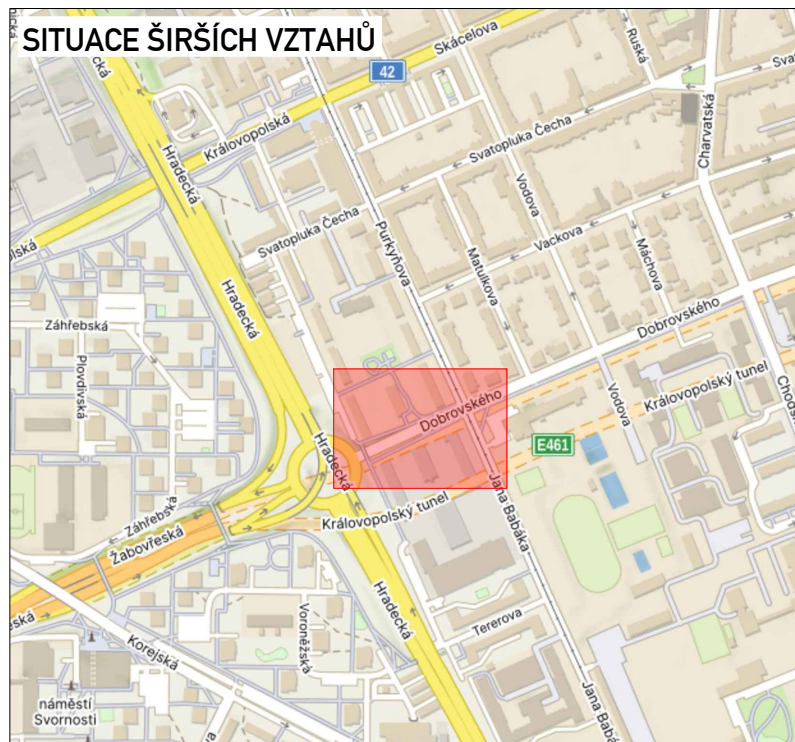 SITUACE ŠIRŠÍCH VZTAHŮ
Skácelova
Ruská
42
Hradecká
Královopolská
Charvatská
Svatopluka Čecha
Vodova
Svatopluka Čecha
Purkyňova
Vackova
Matulkova
Máchova
Hradecká
Dobrovského
Záhřebská
Plovdivská
Královopolský tunel
Vodova
Dobrovského
Hradecká
E461
Jana Babáka
Královopolský tunel
Záhřebská
Žabovřeská
Hradecká
Tererova
Voroněžská
Korejská
Jana Babá
náměstí
Svornosti